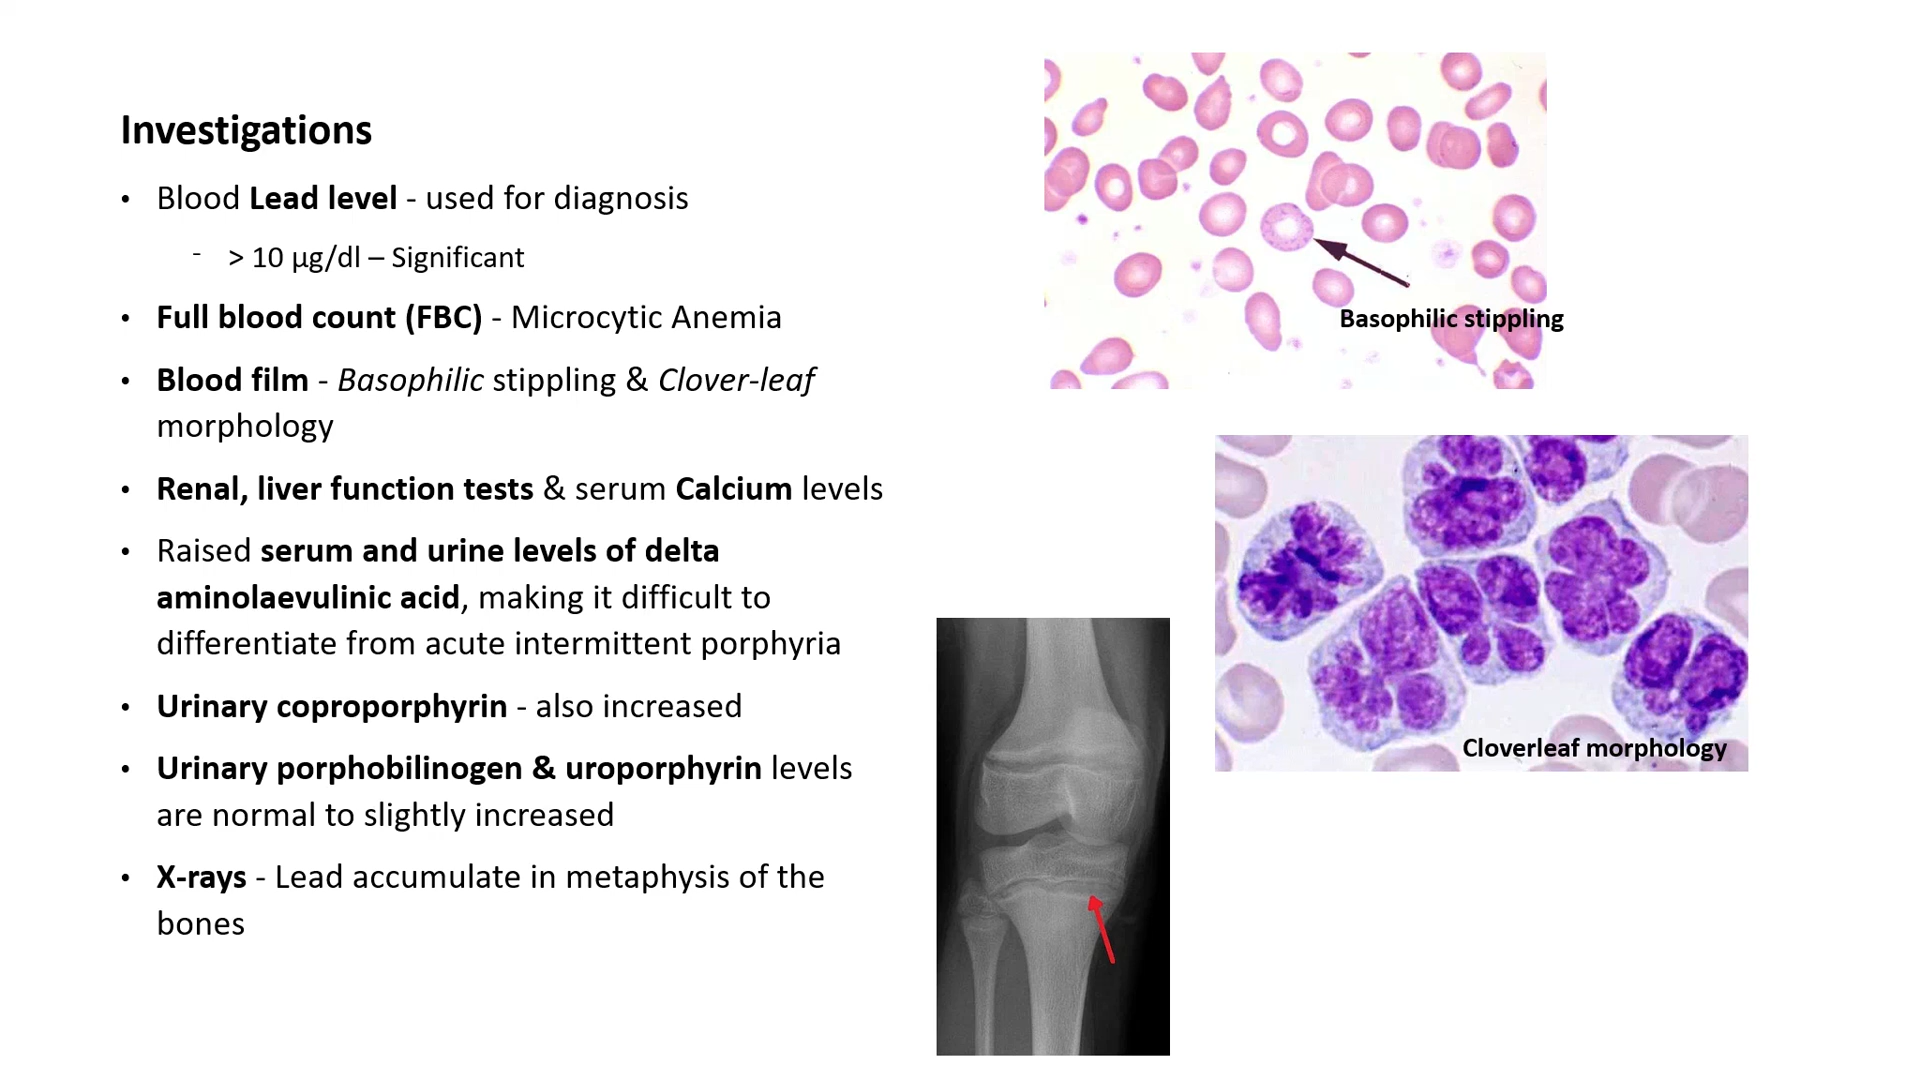 Investigations
• Blood Lead level - used for diagnosis
- > 10 µg/dl – Significant
• Full blood count (FBC) - Microcytic Anemia
• Blood film - Basophilic stippling & Clover-leaf
morphology
• Renal, liver function tests & serum Calcium levels
• Raised serum and urine levels of delta
aminolaevulinic acid, making it difficult to
differentiate from acute intermittent porphyria
• Urinary coproporphyrin - also increased
• Urinary porphobilinogen & uroporphyrin levels
are normal to slightly increased
• X-rays - Lead accumulate in metaphysis of the
bones
Basophilic stippling
Cloverleaf morphology